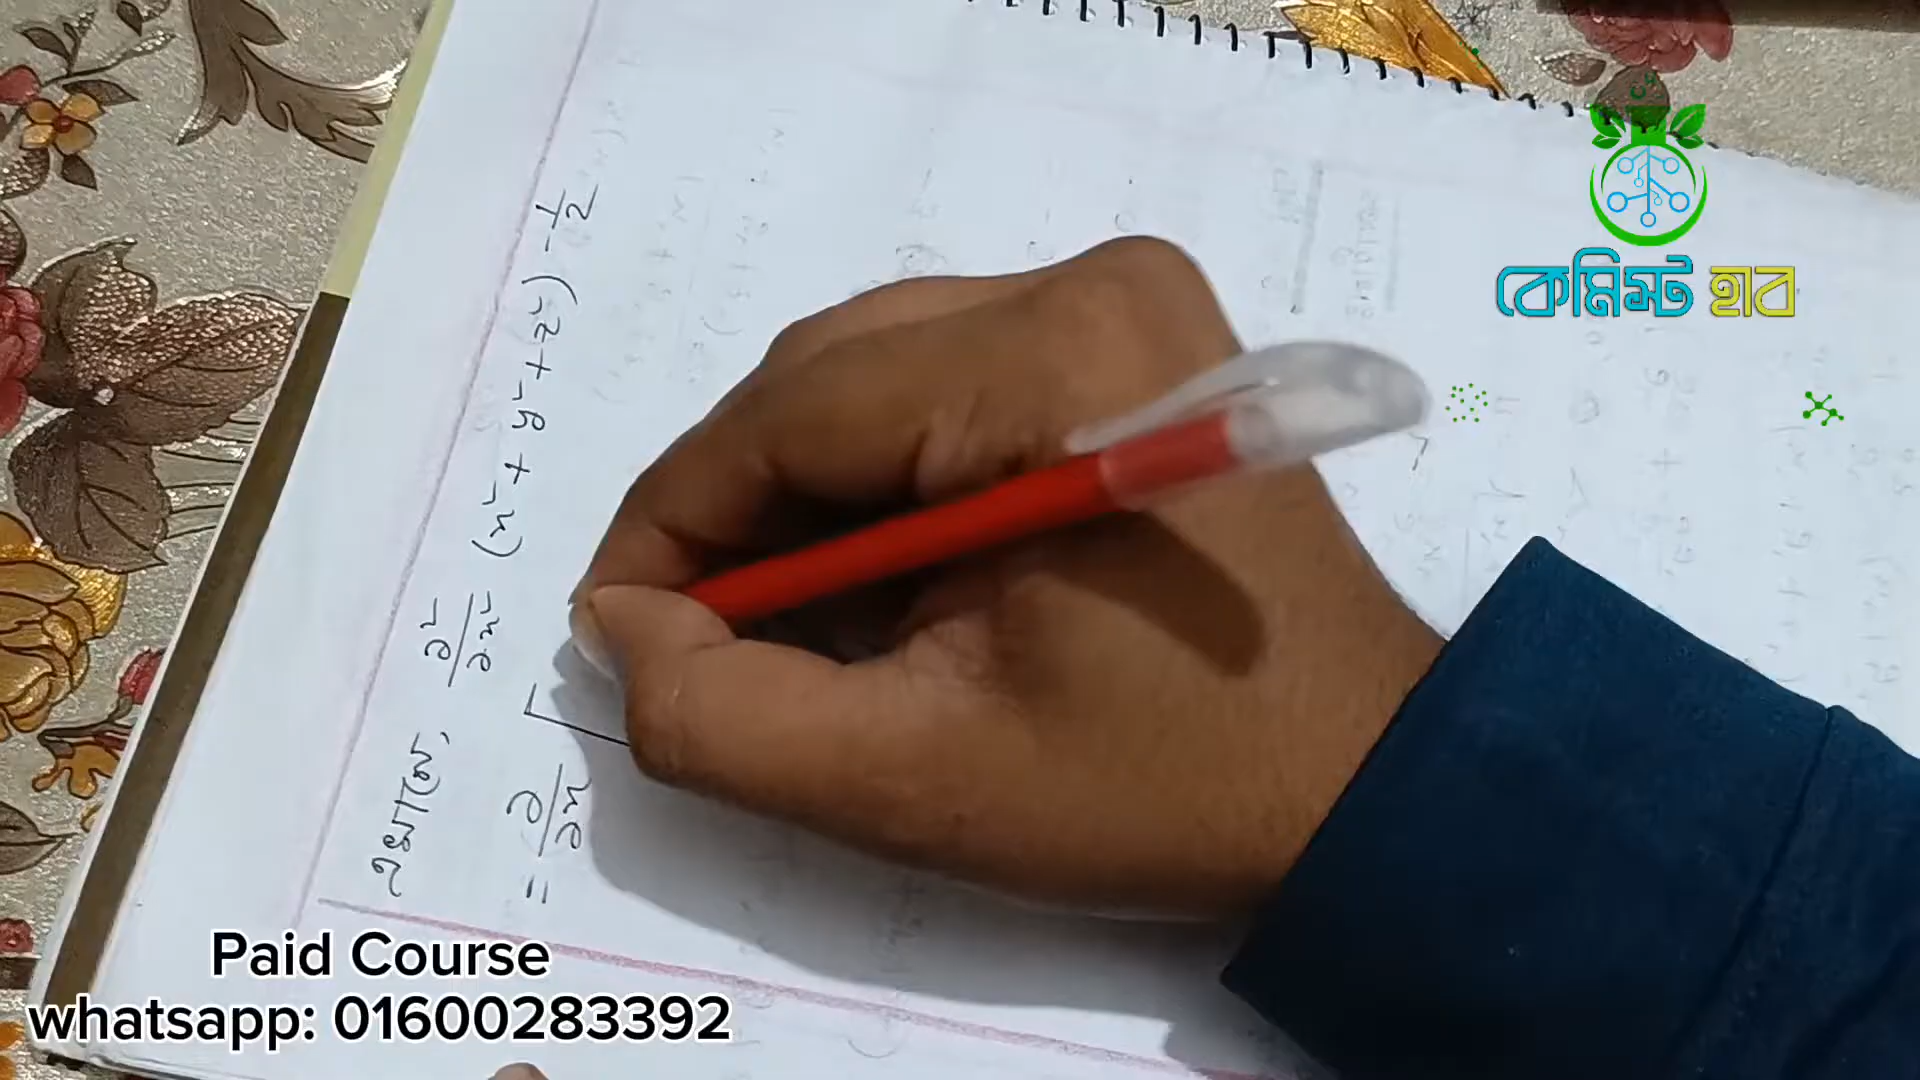 এখানে, ∂²/∂x² (x² + y² + z²)^-1/2
= ∂/∂x [
কেমিস্ট হাব
Paid Course
whatsapp: 01600283392